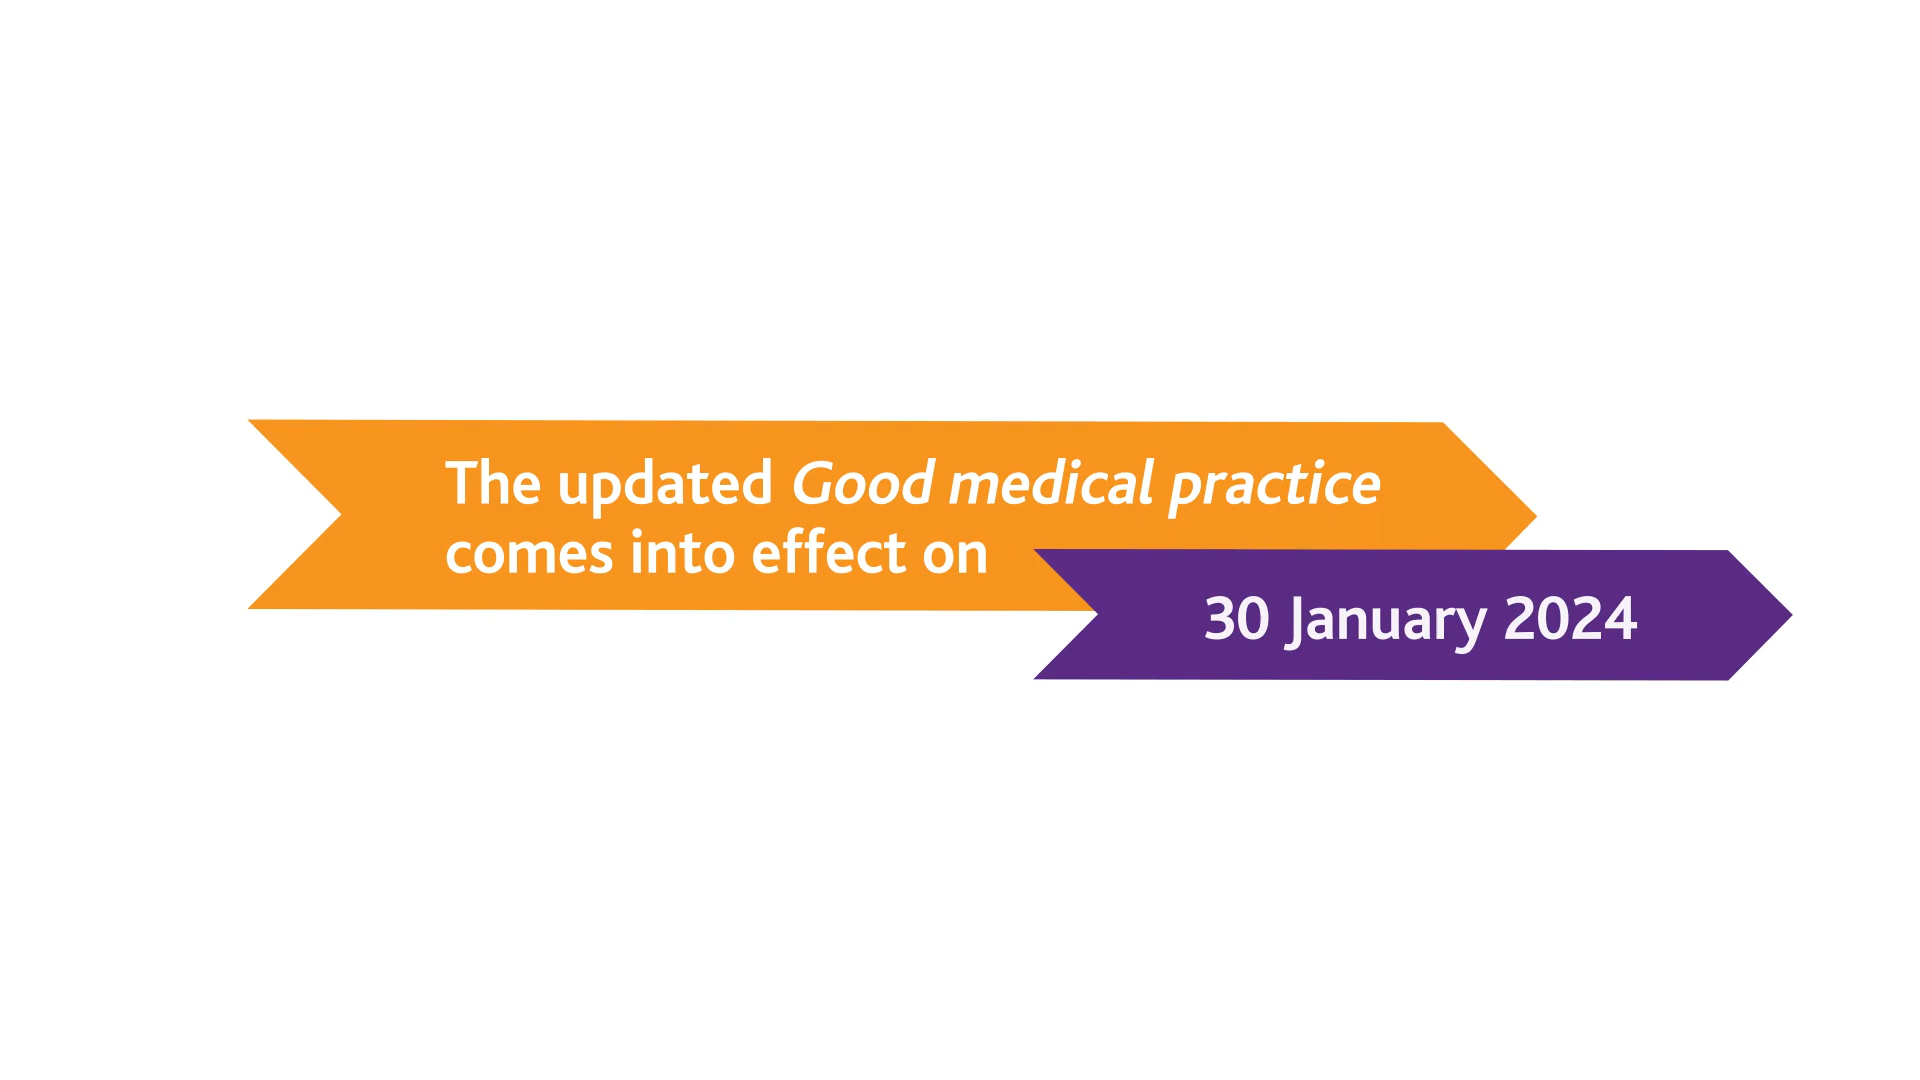 The updated Good medical practice
comes into effect on
30 January 2024